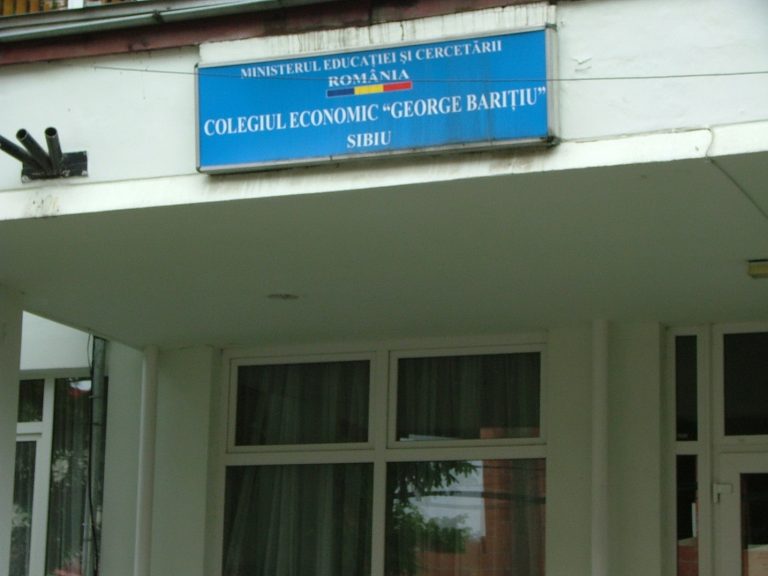 MINISTERUL EDUCAȚIEI ȘI CERCETĂRII
ROMÂNIA
COLEGIUL ECONOMIC “GEORGE BARIȚIU”
SIBIU